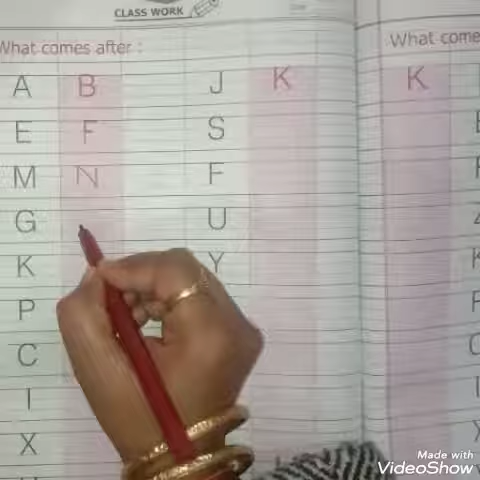 CLASS WORK
What comes after :
What come
A B J K K
E F S
M N F
G U
K Y
P
C
I
X
Made with
VideoShow